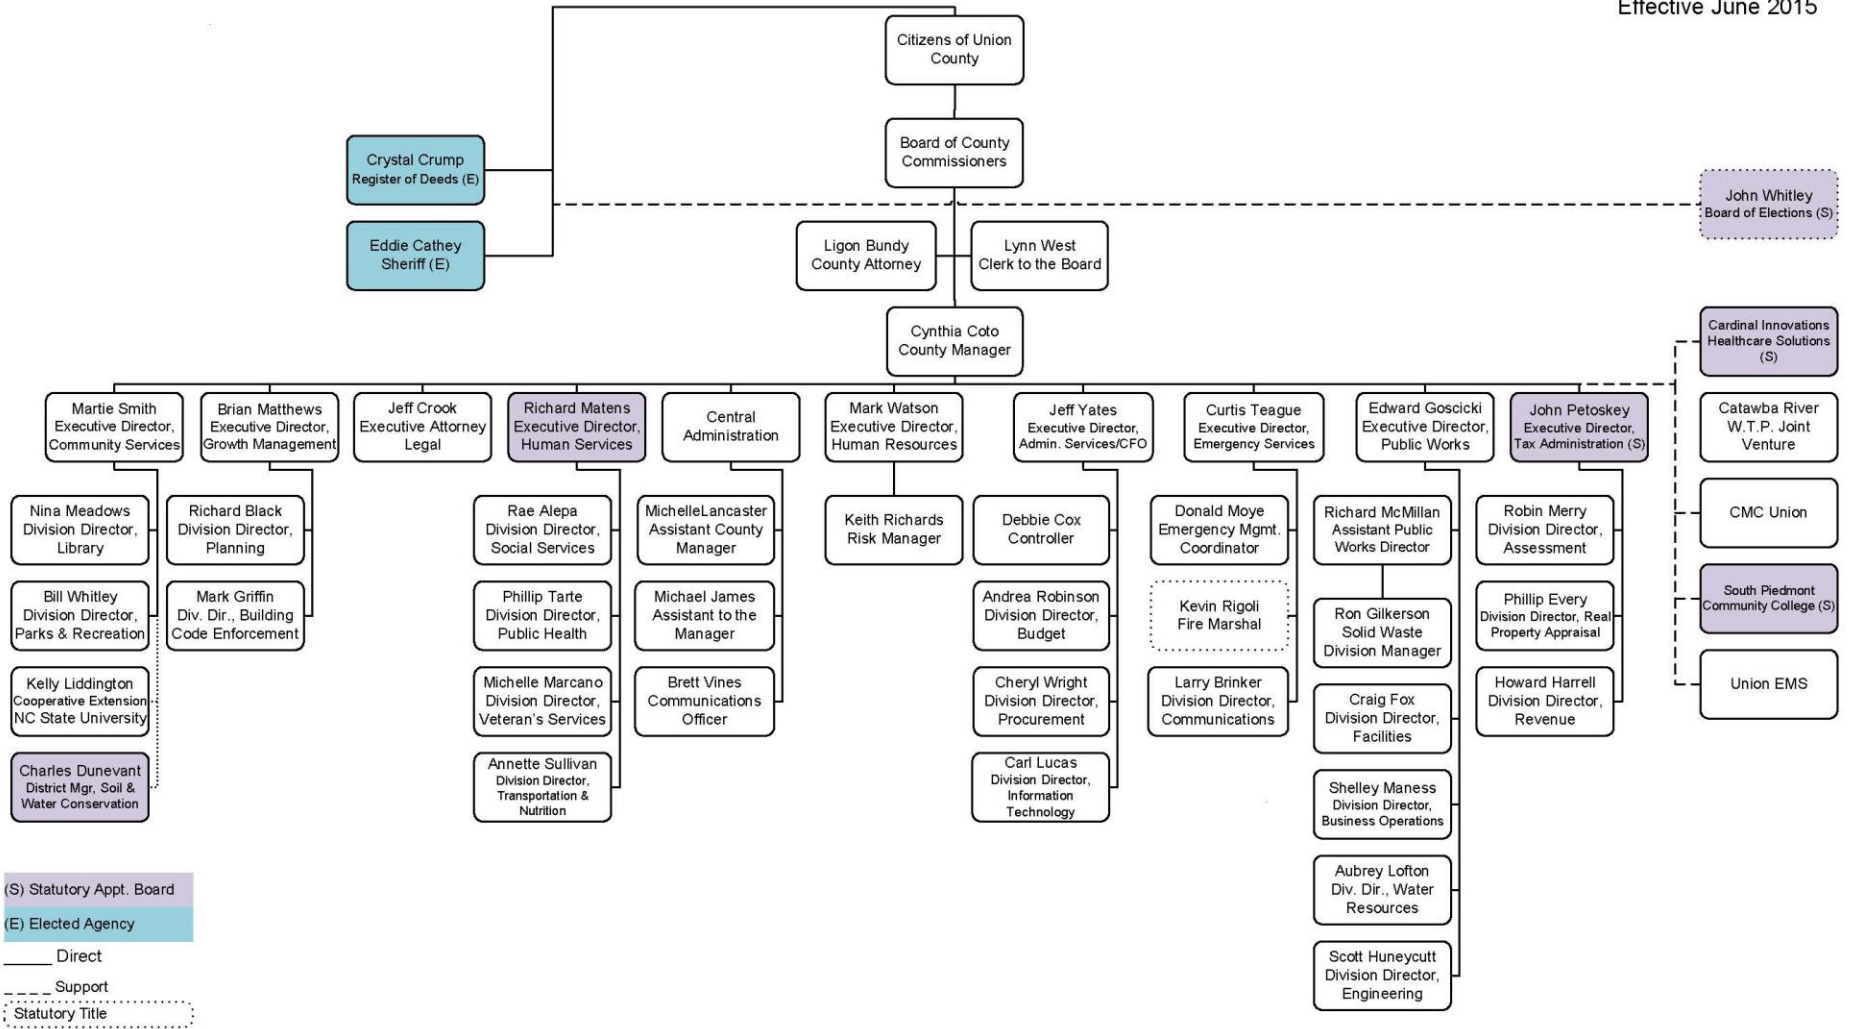 Effective June 2015
Citizens of Union
County
Board of County
Commissioners
Crystal Crump
Register of Deeds (E)
Eddie Cathey
Sheriff (E)
John Whitley
Board of Elections (S)
Ligon Bundy
County Attorney
Lynn West
Clerk to the Board
Cynthia Coto
County Manager
Martie Smith
Executive Director,
Community Services
Brian Matthews
Executive Director,
Growth Management
Jeff Crook
Executive Attorney
Legal
Richard Matens
Executive Director,
Human Services
Central
Administration
Mark Watson
Executive Director,
Human Resources
Jeff Yates
Executive Director,
Admin. Services/CFO
Curtis Teague
Executive Director,
Emergency Services
Edward Goscicki
Executive Director,
Public Works
John Petoskey
Executive Director,
Tax Administration (S)
Nina Meadows
Division Director,
Library
Bill Whitley
Division Director,
Parks & Recreation
Kelly Liddington
Cooperative Extension
NC State University
Charles Dunevant
District Mgr, Soil &
Water Conservation
Richard Black
Division Director,
Planning
Mark Griffin
Div. Dir., Building
Code Enforcement
Rae Alepa
Division Director,
Social Services
Phillip Tarte
Division Director,
Public Health
Michelle Marcano
Division Director,
Veteran's Services
Annette Sullivan
Division Director,
Transportation &
Nutrition
MichelleLancaster
Assistant County
Manager
Michael James
Assistant to the
Manager
Brett Vines
Communications
Officer
Keith Richards
Risk Manager
Debbie Cox
Controller
Andrea Robinson
Division Director,
Budget
Cheryl Wright
Division Director,
Procurement
Carl Lucas
Division Director,
Information
Technology
Donald Moye
Emergency Mgmt.
Coordinator
Kevin Rigoli
Fire Marshal
Larry Brinker
Division Director,
Communications
Richard McMillan
Assistant Public
Works Director
Ron Gilkerson
Solid Waste
Division Manager
Craig Fox
Division Director,
Facilities
Shelley Maness
Division Director,
Business Operations
Aubrey Lofton
Div. Dir., Water
Resources
Scott Huneycutt
Division Director,
Engineering
Robin Merry
Division Director,
Assessment
Phillip Every
Division Director, Real
Property Appraisal
Howard Harrell
Division Director,
Revenue
Cardinal Innovations
Healthcare Solutions
(S)
Catawba River
W.T.P. Joint
Venture
CMC Union
South Piedmont
Community College (S)
Union EMS
(S) Statutory Appt. Board
(E) Elected Agency
Direct
Support
Statutory Title